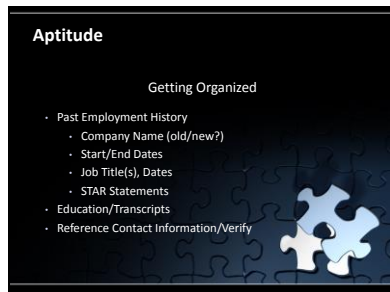 Aptitude
Getting Organized
• Past Employment History
• Company Name (old/new?)
• Start/End Dates
• Job Title(s), Dates
• STAR Statements
• Education/Transcripts
• Reference Contact Information/Verify